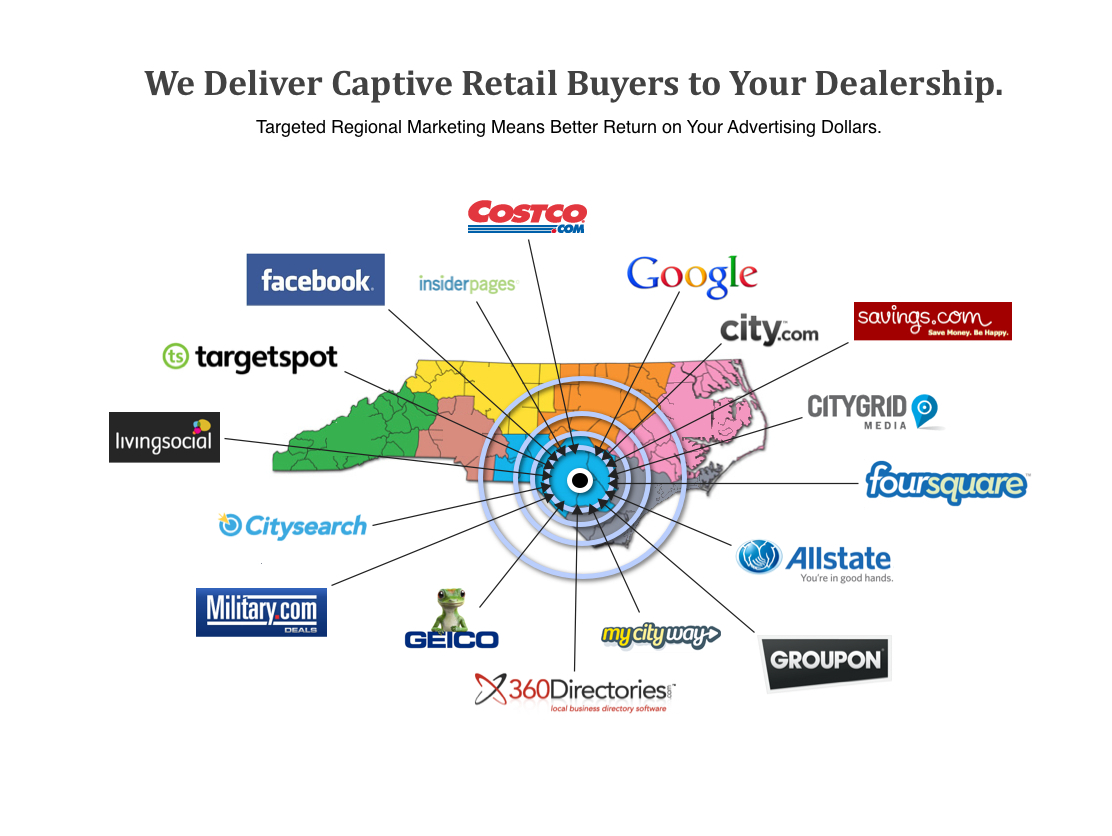 We Deliver Captive Retail Buyers to Your Dealership.
Targeted Regional Marketing Means Better Return on Your Advertising Dollars.
COSTCO
.COM
facebook.
insiderpages
Google
city.com
savings.com
Save Money. Be Happy.
ts targetspot
CITYGRID
MEDIA
livingsocial
foursquare™
Citysearch
Allstate
You're in good hands.
Military.com
DEALS
GEICO
mycityway
GROUPON
360Directories.com™
local business directory software